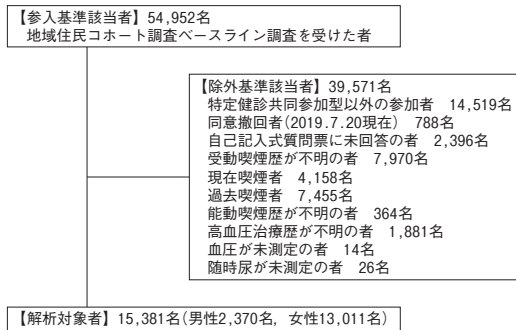 【参入基準該当者】54,952名
地域住民コホート調査ベースライン調査を受けた者
【除外基準該当者】39,571名
特定健診共同参加型以外の参加者　14,519名
同意撤回者(2019.7.20現在)　788名
自己記入式質問票に未回答の者　2,396名
受動喫煙歴が不明の者　7,970名
現在喫煙者　4,158名
過去喫煙者　7,455名
能動喫煙歴が不明の者　364名
高血圧治療歴が不明の者　1,881名
血圧が未測定の者　14名
随時尿が未測定の者　26名
【解析対象者】15,381名(男性2,370名，女性13,011名)